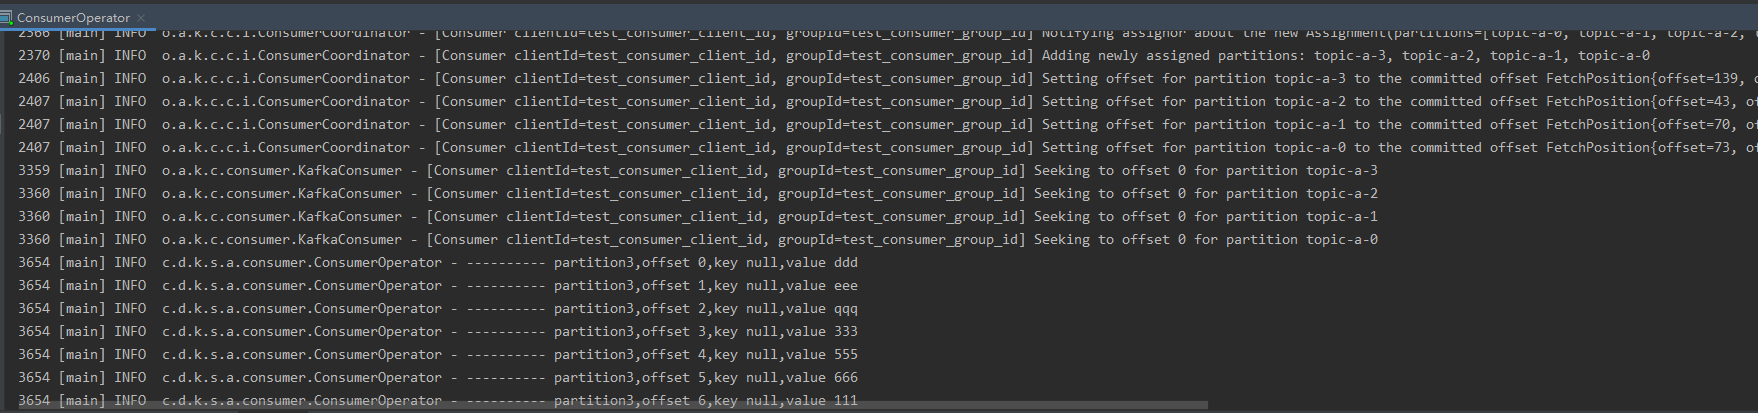 ConsumerOperator
2366 [main] INFO  o.a.k.c.c.i.ConsumerCoordinator - [Consumer clientId=test_consumer_client_id, groupId=test_consumer_group_id] Notifying assignor about the new Assignment(partitions=[topic-a-0, topic-a-1, topic-a-2,
2370 [main] INFO  o.a.k.c.c.i.ConsumerCoordinator - [Consumer clientId=test_consumer_client_id, groupId=test_consumer_group_id] Adding newly assigned partitions: topic-a-3, topic-a-2, topic-a-1, topic-a-0
2406 [main] INFO  o.a.k.c.c.i.ConsumerCoordinator - [Consumer clientId=test_consumer_client_id, groupId=test_consumer_group_id] Setting offset for partition topic-a-3 to the committed offset FetchPosition{offset=139,
2407 [main] INFO  o.a.k.c.c.i.ConsumerCoordinator - [Consumer clientId=test_consumer_client_id, groupId=test_consumer_group_id] Setting offset for partition topic-a-2 to the committed offset FetchPosition{offset=43, of
2407 [main] INFO  o.a.k.c.c.i.ConsumerCoordinator - [Consumer clientId=test_consumer_client_id, groupId=test_consumer_group_id] Setting offset for partition topic-a-1 to the committed offset FetchPosition{offset=70, of
2407 [main] INFO  o.a.k.c.c.i.ConsumerCoordinator - [Consumer clientId=test_consumer_client_id, groupId=test_consumer_group_id] Setting offset for partition topic-a-0 to the committed offset FetchPosition{offset=73, of
3359 [main] INFO  o.a.k.c.consumer.KafkaConsumer - [Consumer clientId=test_consumer_client_id, groupId=test_consumer_group_id] Seeking to offset 0 for partition topic-a-3
3360 [main] INFO  o.a.k.c.consumer.KafkaConsumer - [Consumer clientId=test_consumer_client_id, groupId=test_consumer_group_id] Seeking to offset 0 for partition topic-a-2
3360 [main] INFO  o.a.k.c.consumer.KafkaConsumer - [Consumer clientId=test_consumer_client_id, groupId=test_consumer_group_id] Seeking to offset 0 for partition topic-a-1
3360 [main] INFO  o.a.k.c.consumer.KafkaConsumer - [Consumer clientId=test_consumer_client_id, groupId=test_consumer_group_id] Seeking to offset 0 for partition topic-a-0
3654 [main] INFO  c.d.k.s.a.consumer.ConsumerOperator - ---------- partition3,offset 0,key null,value ddd
3654 [main] INFO  c.d.k.s.a.consumer.ConsumerOperator - ---------- partition3,offset 1,key null,value eee
3654 [main] INFO  c.d.k.s.a.consumer.ConsumerOperator - ---------- partition3,offset 2,key null,value qqq
3654 [main] INFO  c.d.k.s.a.consumer.ConsumerOperator - ---------- partition3,offset 3,key null,value 333
3654 [main] INFO  c.d.k.s.a.consumer.ConsumerOperator - ---------- partition3,offset 4,key null,value 555
3654 [main] INFO  c.d.k.s.a.consumer.ConsumerOperator - ---------- partition3,offset 5,key null,value 666
3654 [main] INFO  c.d.k.s.a.consumer.ConsumerOperator - ---------- partition3,offset 6,key null,value 111